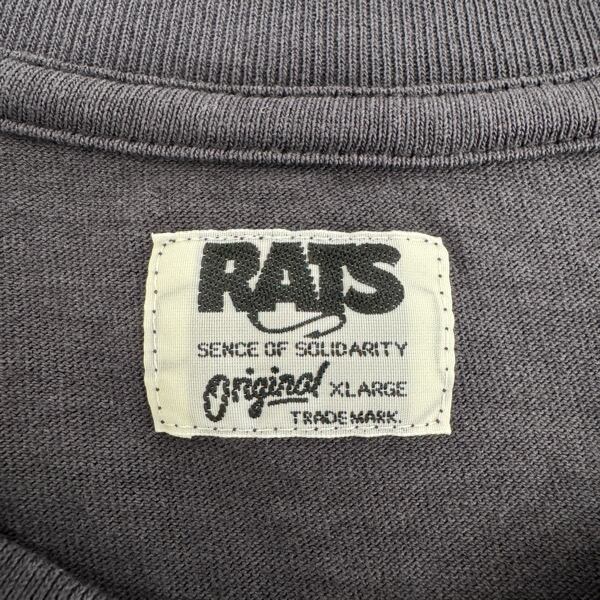 RATS
SENCE OF SOLIDARITY
Original XLARGE
TRADE MARK.